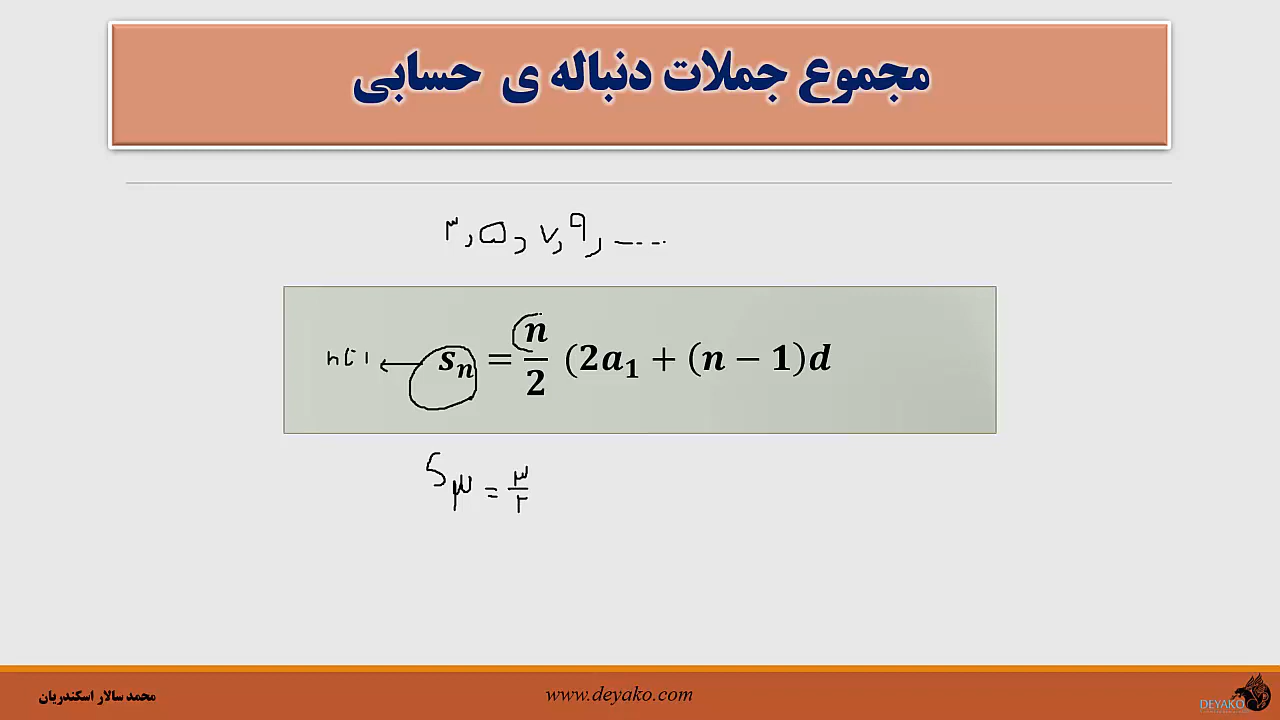 مجموع جملات دنباله ی حسابی
۳, ۵, ۷, ۹, ....
sₙ = n/2 (2a₁ + (n − 1)d
S۳ = ۳/۲
محمد سالار اسکندریان
www.deyako.com
DEYAKO